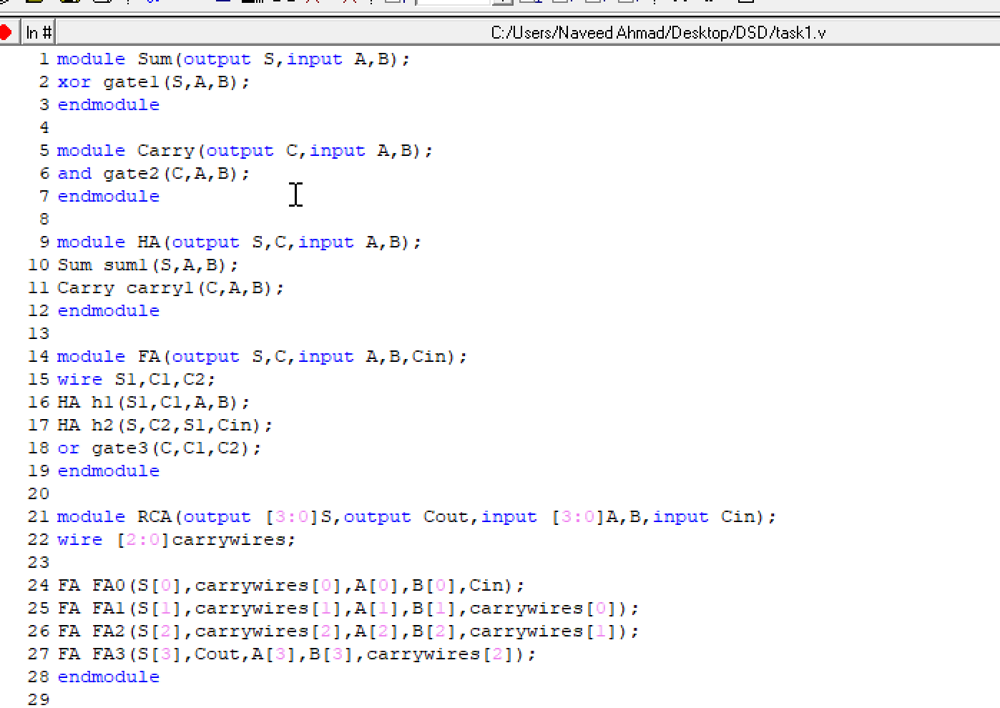 ln # C:/Users/Naveed Ahmad/Desktop/DSD/task1.v
1 module Sum(output S,input A,B);
2 xor gate1(S,A,B);
3 endmodule
4
5 module Carry(output C,input A,B);
6 and gate2(C,A,B);
7 endmodule
8
9 module HA(output S,C,input A,B);
10 Sum sum1(S,A,B);
11 Carry carry1(C,A,B);
12 endmodule
13
14 module FA(output S,C,input A,B,Cin);
15 wire S1,C1,C2;
16 HA h1(S1,C1,A,B);
17 HA h2(S,C2,S1,Cin);
18 or gate3(C,C1,C2);
19 endmodule
20
21 module RCA(output [3:0]S,output Cout,input [3:0]A,B,input Cin);
22 wire [2:0]carrywires;
23
24 FA FA0(S[0],carrywires[0],A[0],B[0],Cin);
25 FA FA1(S[1],carrywires[1],A[1],B[1],carrywires[0]);
26 FA FA2(S[2],carrywires[2],A[2],B[2],carrywires[1]);
27 FA FA3(S[3],Cout,A[3],B[3],carrywires[2]);
28 endmodule
29